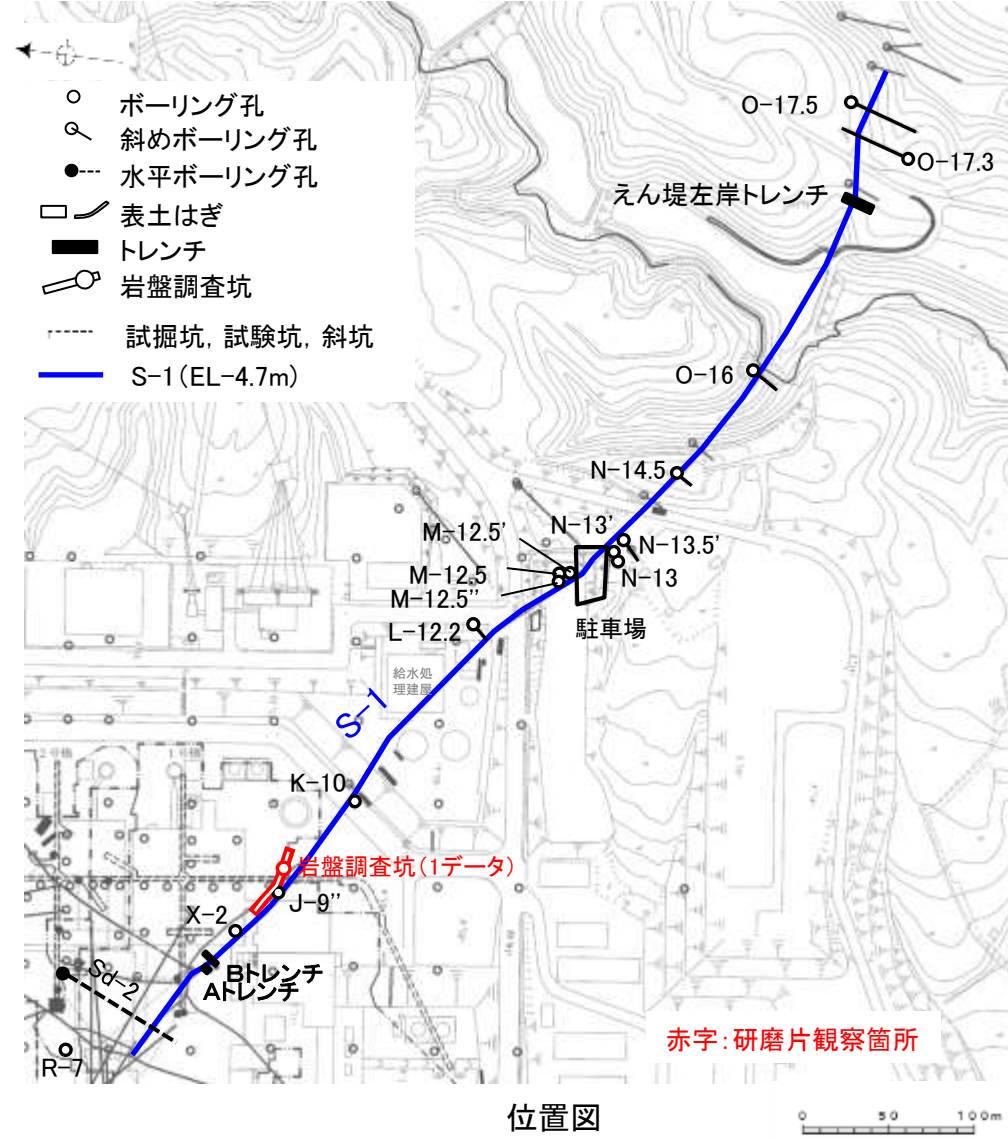 ボーリング孔
斜めボーリング孔
水平ボーリング孔
表土はぎ
トレンチ
岩盤調査坑
試掘坑，試験坑，斜坑
S-1（EL-4.7m）
O-17.5
O-17.3
えん堤左岸トレンチ
O-16
N-14.5
N-13'
M-12.5'
N-13.5'
M-12.5
N-13
M-12.5''
駐車場
L-12.2
給水処
理建屋
S-1
K-10
2号機
1号機
岩盤調査坑（1データ）
J-9''
X-2
Bトレンチ
Aトレンチ
Sd-2
R-7
赤字：研磨片観察箇所
位置図
0 50 100m